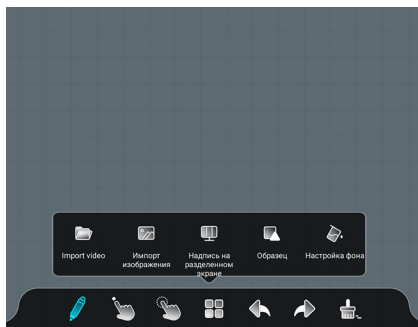 Import video
Импорт
изображения
Надпись на
разделенном
экране
Образец
Настройка фона